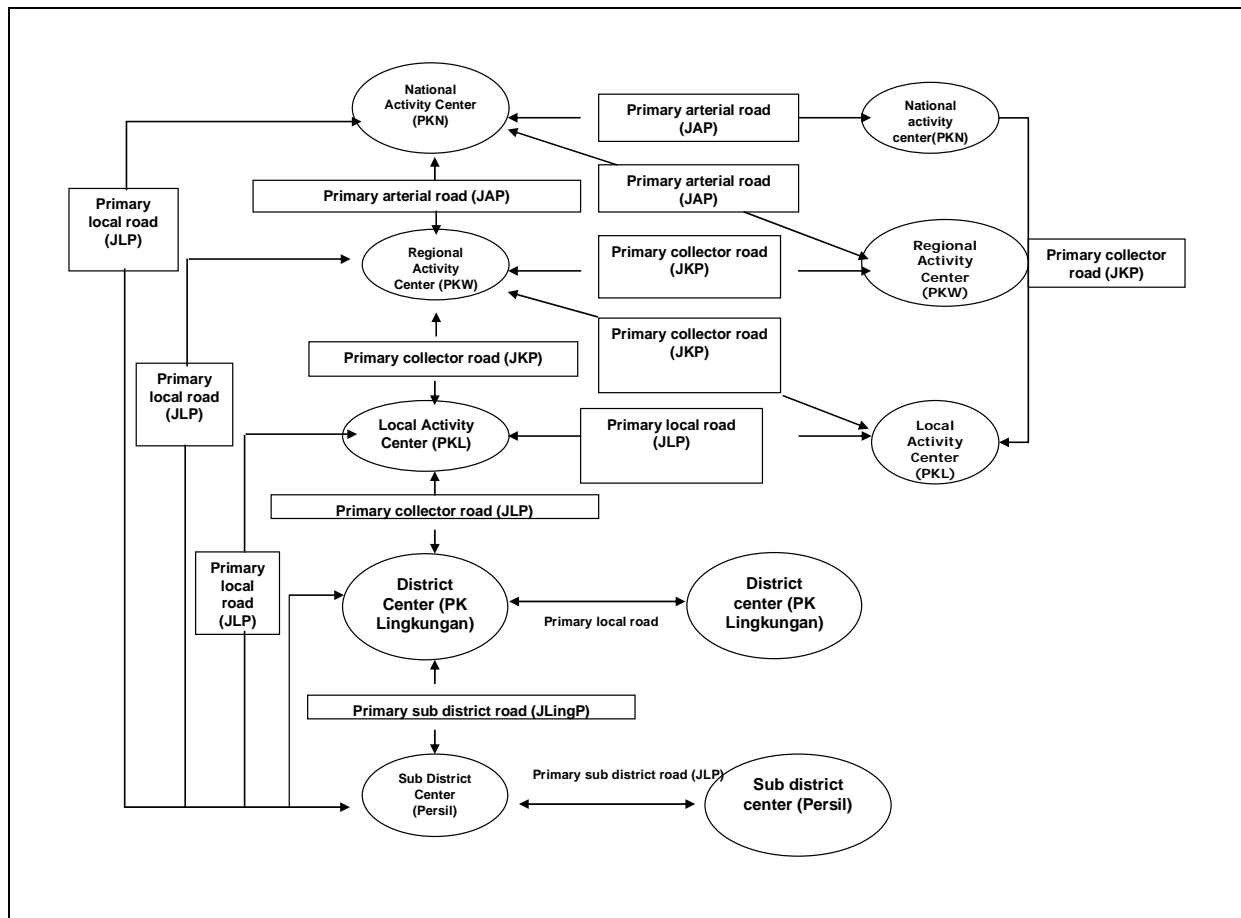 National
Activity Center
(PKN)
Primary arterial road
(JAP)
National
activity
center(PKN)
Primary
local road
(JLP)
Primary arterial road (JAP)
Primary arterial road
(JAP)
Regional
Activity
Center (PKW)
Primary collector road
(JKP)
Regional
Activity
Center
(PKW)
Primary collector
road (JKP)
Primary
local road
(JLP)
Primary collector road (JKP)
Primary collector road
(JKP)
Local Activity
Center (PKL)
Primary local road
(JLP)
Local
Activity
Center
(PKL)
Primary collector road (JLP)
Primary
local
road
(JLP)
District
Center (PK
Lingkungan)
Primary local road
District
center (PK
Lingkungan)
Primary sub district road (JLingP)
Sub District
Center
(Persil)
Primary sub district road (JLP)
Sub district
center (Persil)